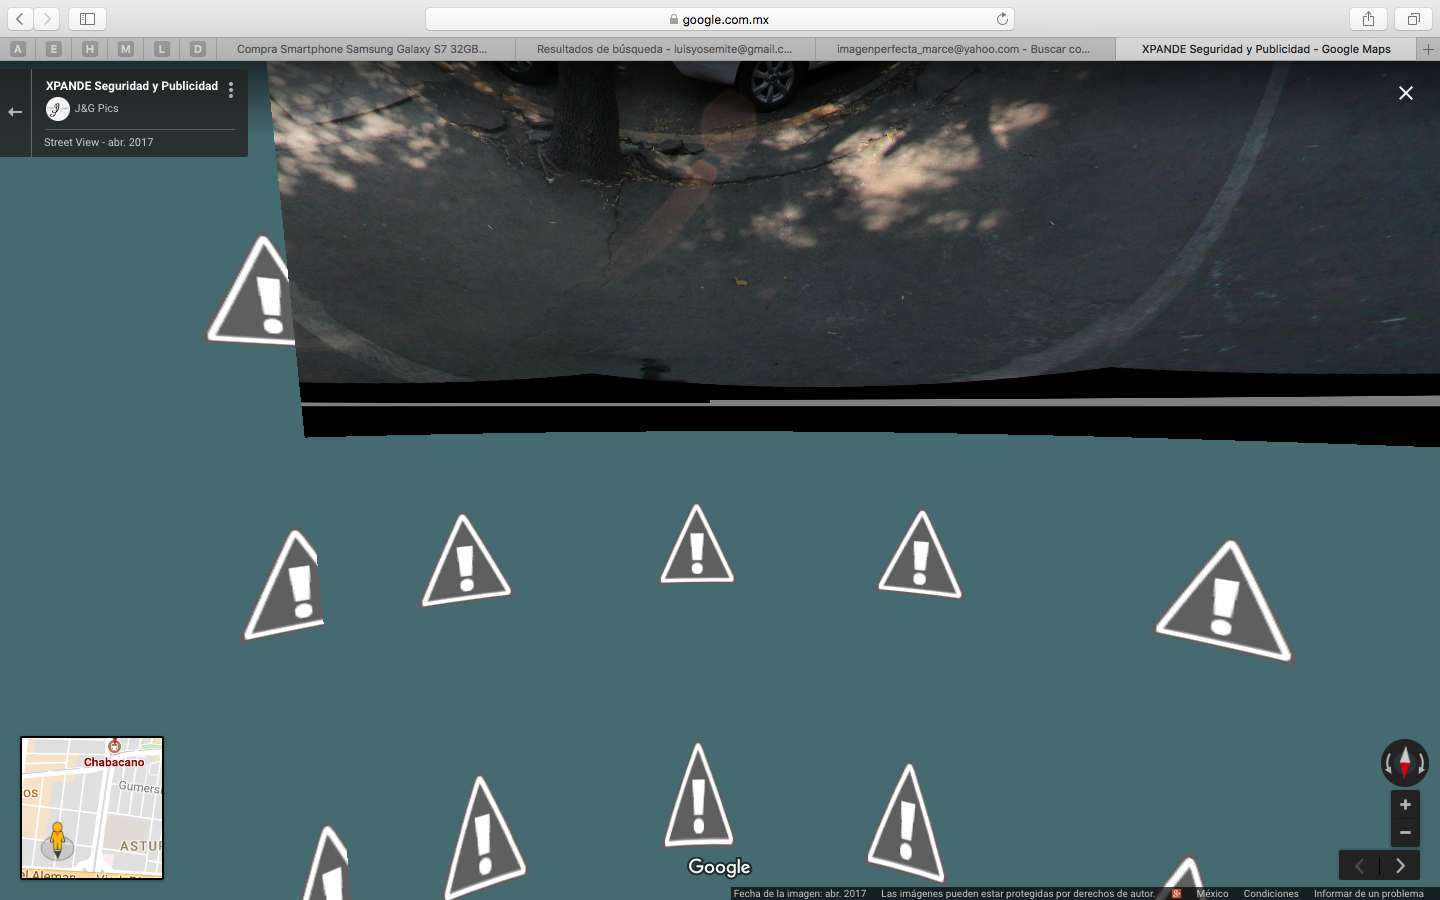 google.com.mx
A E H M L D
Compra Smartphone Samsung Galaxy S7 32GB...
Resultados de búsqueda - luisyosemite@gmail.c...
imagenperfecta_marce@yahoo.com - Buscar co...
XPANDE Seguridad y Publicidad - Google Maps
XPANDE Seguridad y Publicidad
J&G Pics
Street View - abr. 2017
Chabacano
Gumers
OS
ASTUR
el Aleman
Google
Fecha de la imagen: abr. 2017 Las imágenes pueden estar protegidas por derechos de autor. México Condiciones Informar de un problema